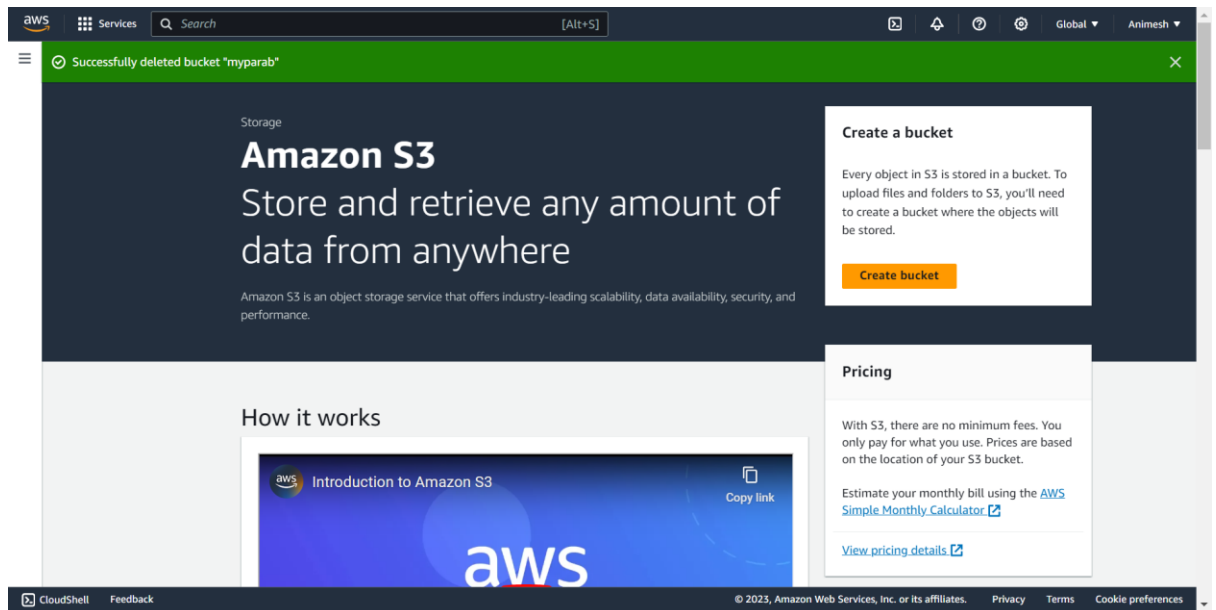 aws
Services
Search
[Alt+S]
Global
Animesh
Successfully deleted bucket "myparab"
Storage
Amazon S3
Store and retrieve any amount of
data from anywhere
Amazon S3 is an object storage service that offers industry-leading scalability, data availability, security, and
performance.
Create a bucket
Every object in S3 is stored in a bucket. To
upload files and folders to S3, you'll need
to create a bucket where the objects will
be stored.
Create bucket
Pricing
With S3, there are no minimum fees. You
only pay for what you use. Prices are based
on the location of your S3 bucket.
Estimate your monthly bill using the AWS
Simple Monthly Calculator
View pricing details
How it works
aws
Introduction to Amazon S3
Copy link
aws
CloudShell
Feedback
© 2023, Amazon Web Services, Inc. or its affiliates.
Privacy
Terms
Cookie preferences